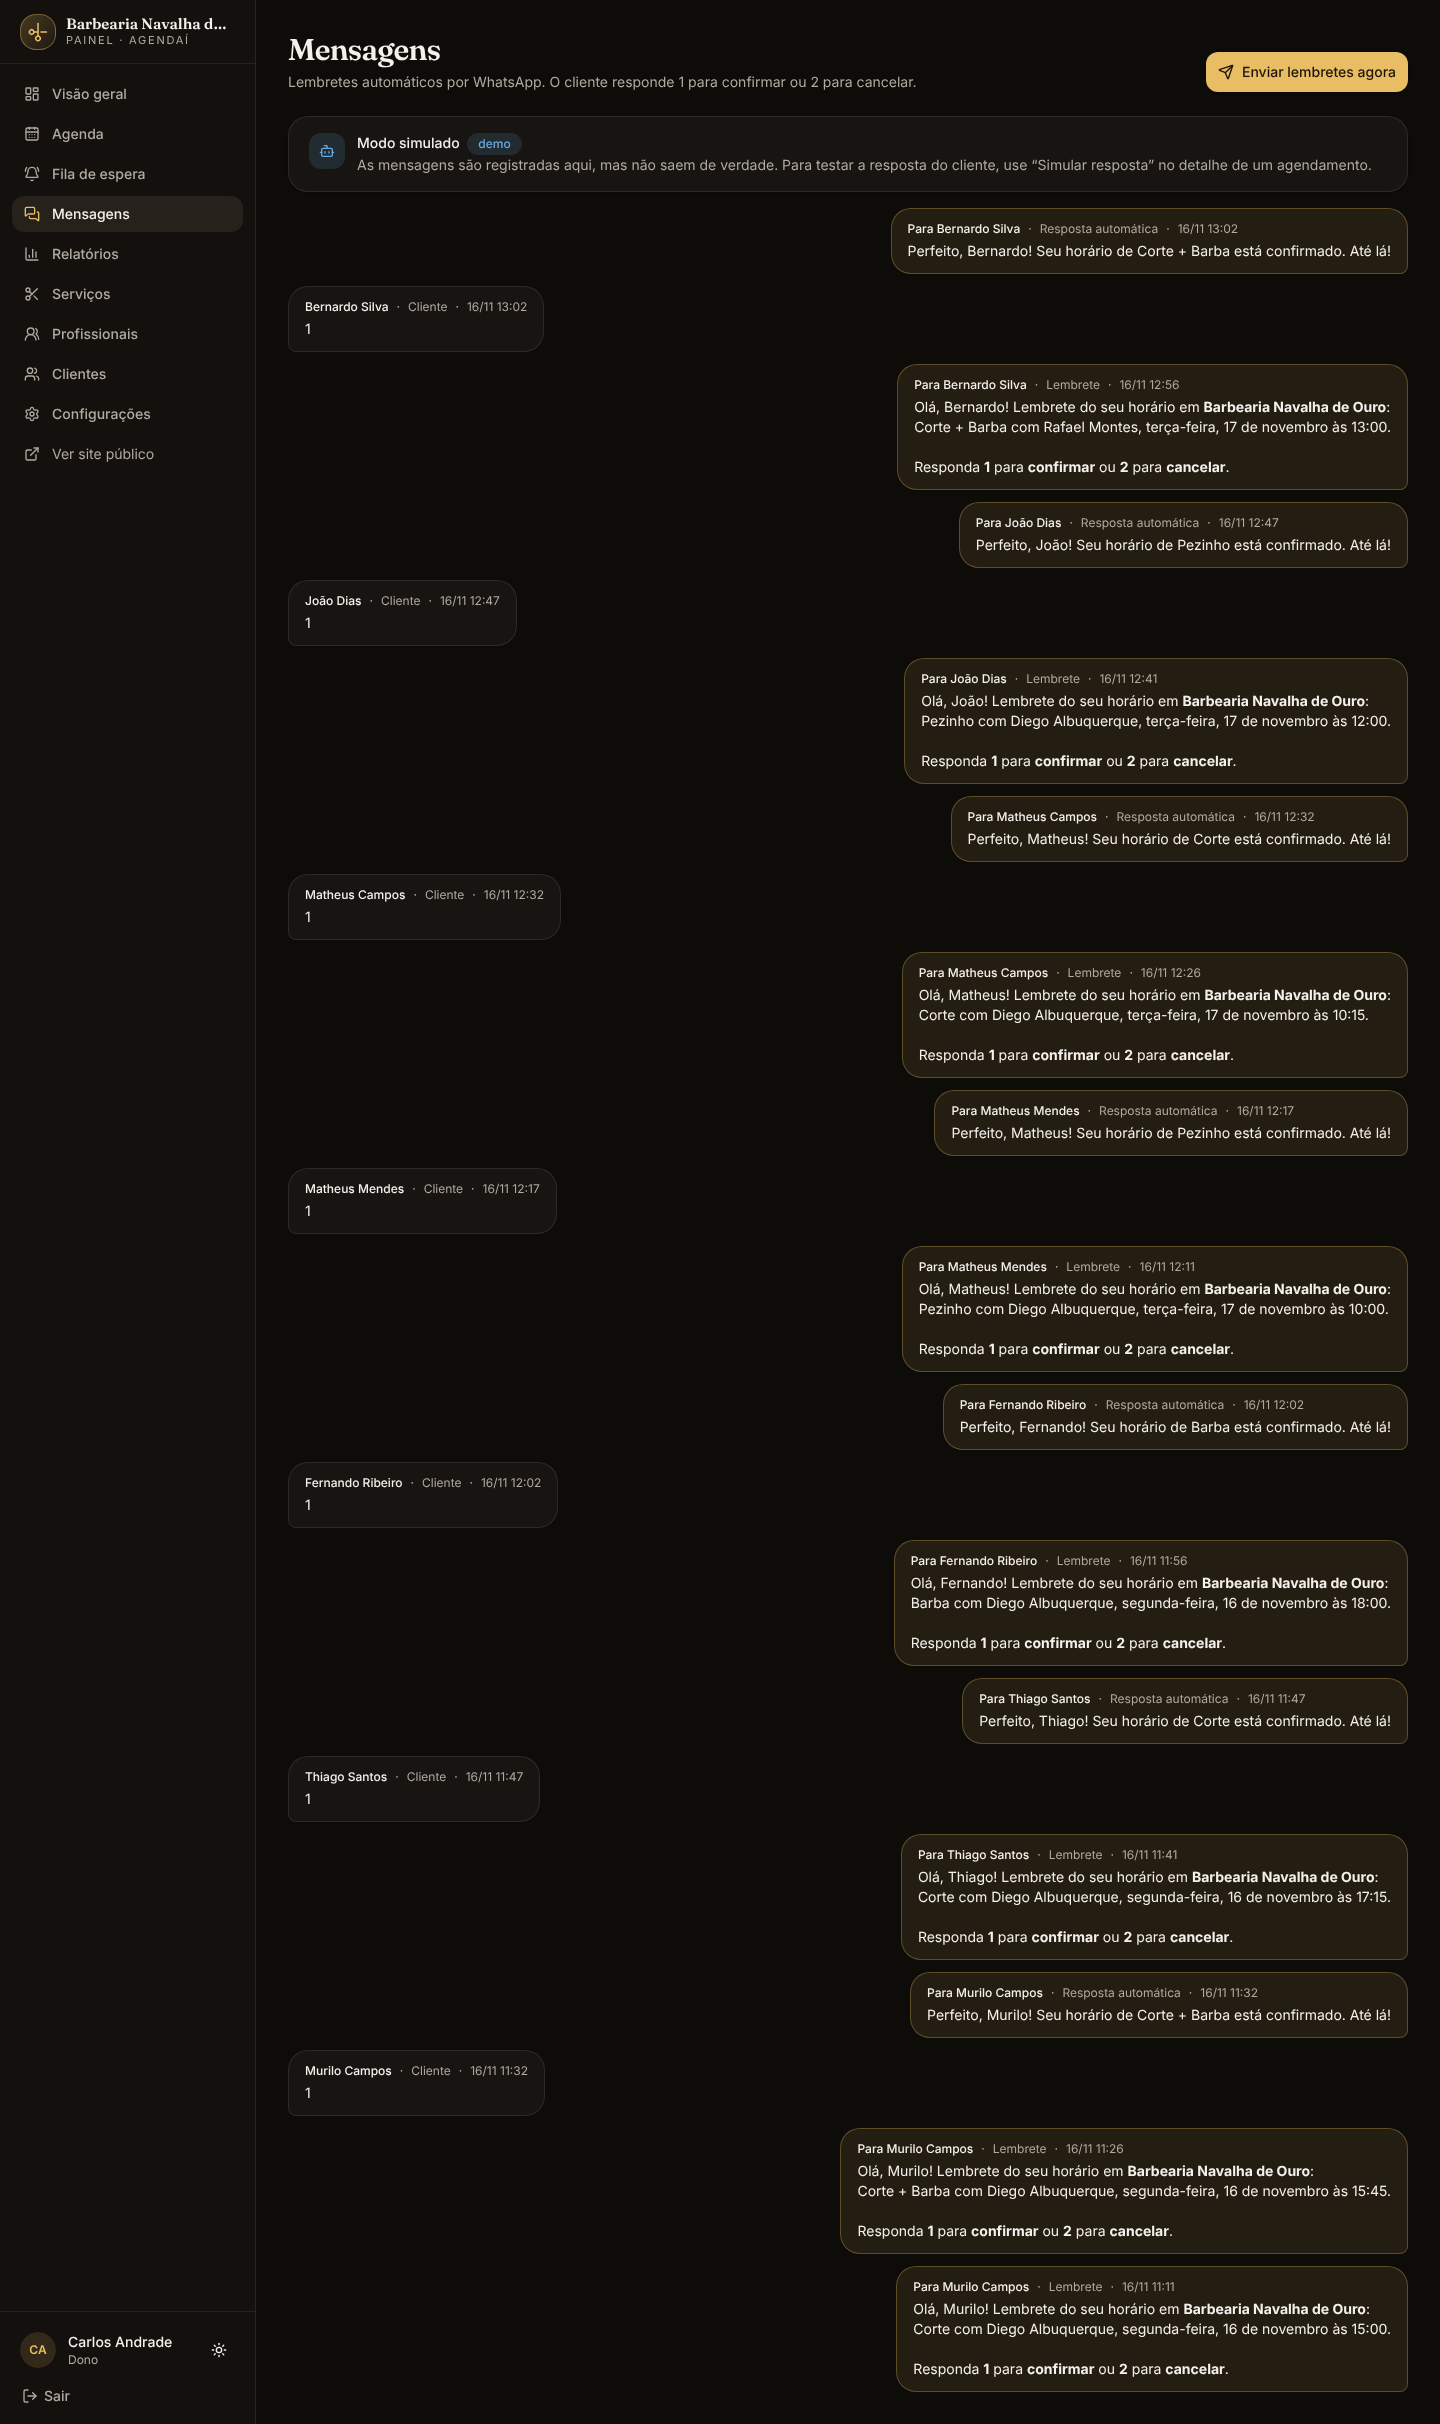 Barbearia Navalha d...
PAINEL · AGENDAÍ
Visão geral
Agenda
Fila de espera
Mensagens
Relatórios
Serviços
Profissionais
Clientes
Configurações
Ver site público
CA
Carlos Andrade
Dono
Sair
Mensagens
Lembretes automáticos por WhatsApp. O cliente responde 1 para confirmar ou 2 para cancelar.
Enviar lembretes agora
Modo simulado demo
As mensagens são registradas aqui, mas não saem de verdade. Para testar a resposta do cliente, use “Simular resposta” no detalhe de um agendamento.
Para Bernardo Silva · Resposta automática · 16/11 13:02
Perfeito, Bernardo! Seu horário de Corte + Barba está confirmado. Até lá!
Bernardo Silva · Cliente · 16/11 13:02
1
Para Bernardo Silva · Lembrete · 16/11 12:56
Olá, Bernardo! Lembrete do seu horário em Barbearia Navalha de Ouro:
Corte + Barba com Rafael Montes, terça-feira, 17 de novembro às 13:00.
Responda 1 para confirmar ou 2 para cancelar.
Para João Dias · Resposta automática · 16/11 12:47
Perfeito, João! Seu horário de Pezinho está confirmado. Até lá!
João Dias · Cliente · 16/11 12:47
1
Para João Dias · Lembrete · 16/11 12:41
Olá, João! Lembrete do seu horário em Barbearia Navalha de Ouro:
Pezinho com Diego Albuquerque, terça-feira, 17 de novembro às 12:00.
Responda 1 para confirmar ou 2 para cancelar.
Para Matheus Campos · Resposta automática · 16/11 12:32
Perfeito, Matheus! Seu horário de Corte está confirmado. Até lá!
Matheus Campos · Cliente · 16/11 12:32
1
Para Matheus Campos · Lembrete · 16/11 12:26
Olá, Matheus! Lembrete do seu horário em Barbearia Navalha de Ouro:
Corte com Diego Albuquerque, terça-feira, 17 de novembro às 10:15.
Responda 1 para confirmar ou 2 para cancelar.
Para Matheus Mendes · Resposta automática · 16/11 12:17
Perfeito, Matheus! Seu horário de Pezinho está confirmado. Até lá!
Matheus Mendes · Cliente · 16/11 12:17
1
Para Matheus Mendes · Lembrete · 16/11 12:11
Olá, Matheus! Lembrete do seu horário em Barbearia Navalha de Ouro:
Pezinho com Diego Albuquerque, terça-feira, 17 de novembro às 10:00.
Responda 1 para confirmar ou 2 para cancelar.
Para Fernando Ribeiro · Resposta automática · 16/11 12:02
Perfeito, Fernando! Seu horário de Barba está confirmado. Até lá!
Fernando Ribeiro · Cliente · 16/11 12:02
1
Para Fernando Ribeiro · Lembrete · 16/11 11:56
Olá, Fernando! Lembrete do seu horário em Barbearia Navalha de Ouro:
Barba com Diego Albuquerque, segunda-feira, 16 de novembro às 18:00.
Responda 1 para confirmar ou 2 para cancelar.
Para Thiago Santos · Resposta automática · 16/11 11:47
Perfeito, Thiago! Seu horário de Corte está confirmado. Até lá!
Thiago Santos · Cliente · 16/11 11:47
1
Para Thiago Santos · Lembrete · 16/11 11:41
Olá, Thiago! Lembrete do seu horário em Barbearia Navalha de Ouro:
Corte com Diego Albuquerque, segunda-feira, 16 de novembro às 17:15.
Responda 1 para confirmar ou 2 para cancelar.
Para Murilo Campos · Resposta automática · 16/11 11:32
Perfeito, Murilo! Seu horário de Corte + Barba está confirmado. Até lá!
Murilo Campos · Cliente · 16/11 11:32
1
Para Murilo Campos · Lembrete · 16/11 11:26
Olá, Murilo! Lembrete do seu horário em Barbearia Navalha de Ouro:
Corte + Barba com Diego Albuquerque, segunda-feira, 16 de novembro às 15:45.
Responda 1 para confirmar ou 2 para cancelar.
Para Murilo Campos · Lembrete · 16/11 11:11
Olá, Murilo! Lembrete do seu horário em Barbearia Navalha de Ouro:
Corte com Diego Albuquerque, segunda-feira, 16 de novembro às 15:00.
Responda 1 para confirmar ou 2 para cancelar.